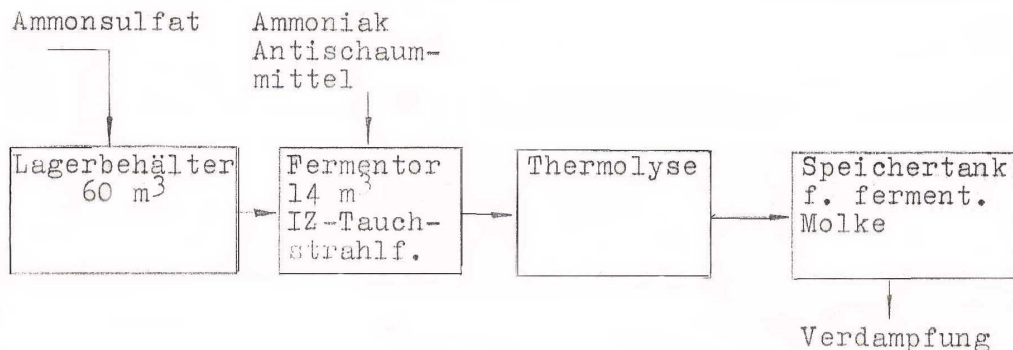 Ammonsulfat
Ammoniak
Antischaum-
mittel
Lagerbehälter
60 m³
Fermentor
14 m³
IZ-Tauch-
strahlf.
Thermolyse
Speichertank
f. ferment.
Molke
Verdampfung